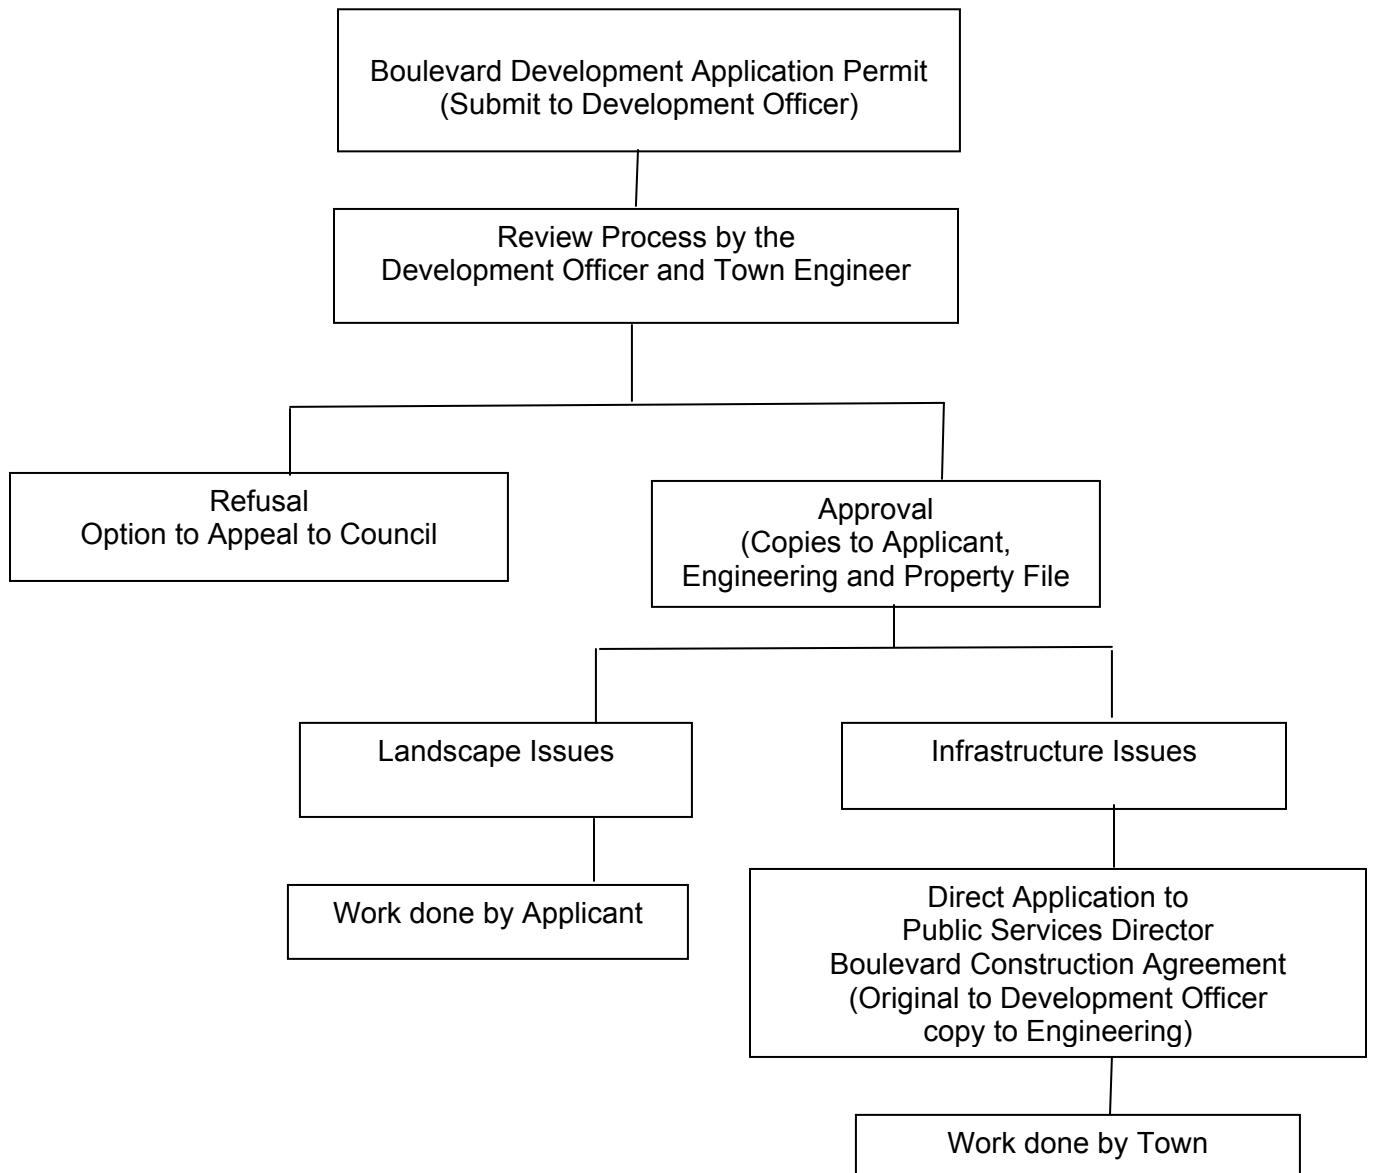 Boulevard Development Application Permit
(Submit to Development Officer)
Review Process by the
Development Officer and Town Engineer
Refusal
Option to Appeal to Council
Approval
(Copies to Applicant,
Engineering and Property File
Landscape Issues
Infrastructure Issues
Work done by Applicant
Direct Application to
Public Services Director
Boulevard Construction Agreement
(Original to Development Officer
copy to Engineering)
Work done by Town